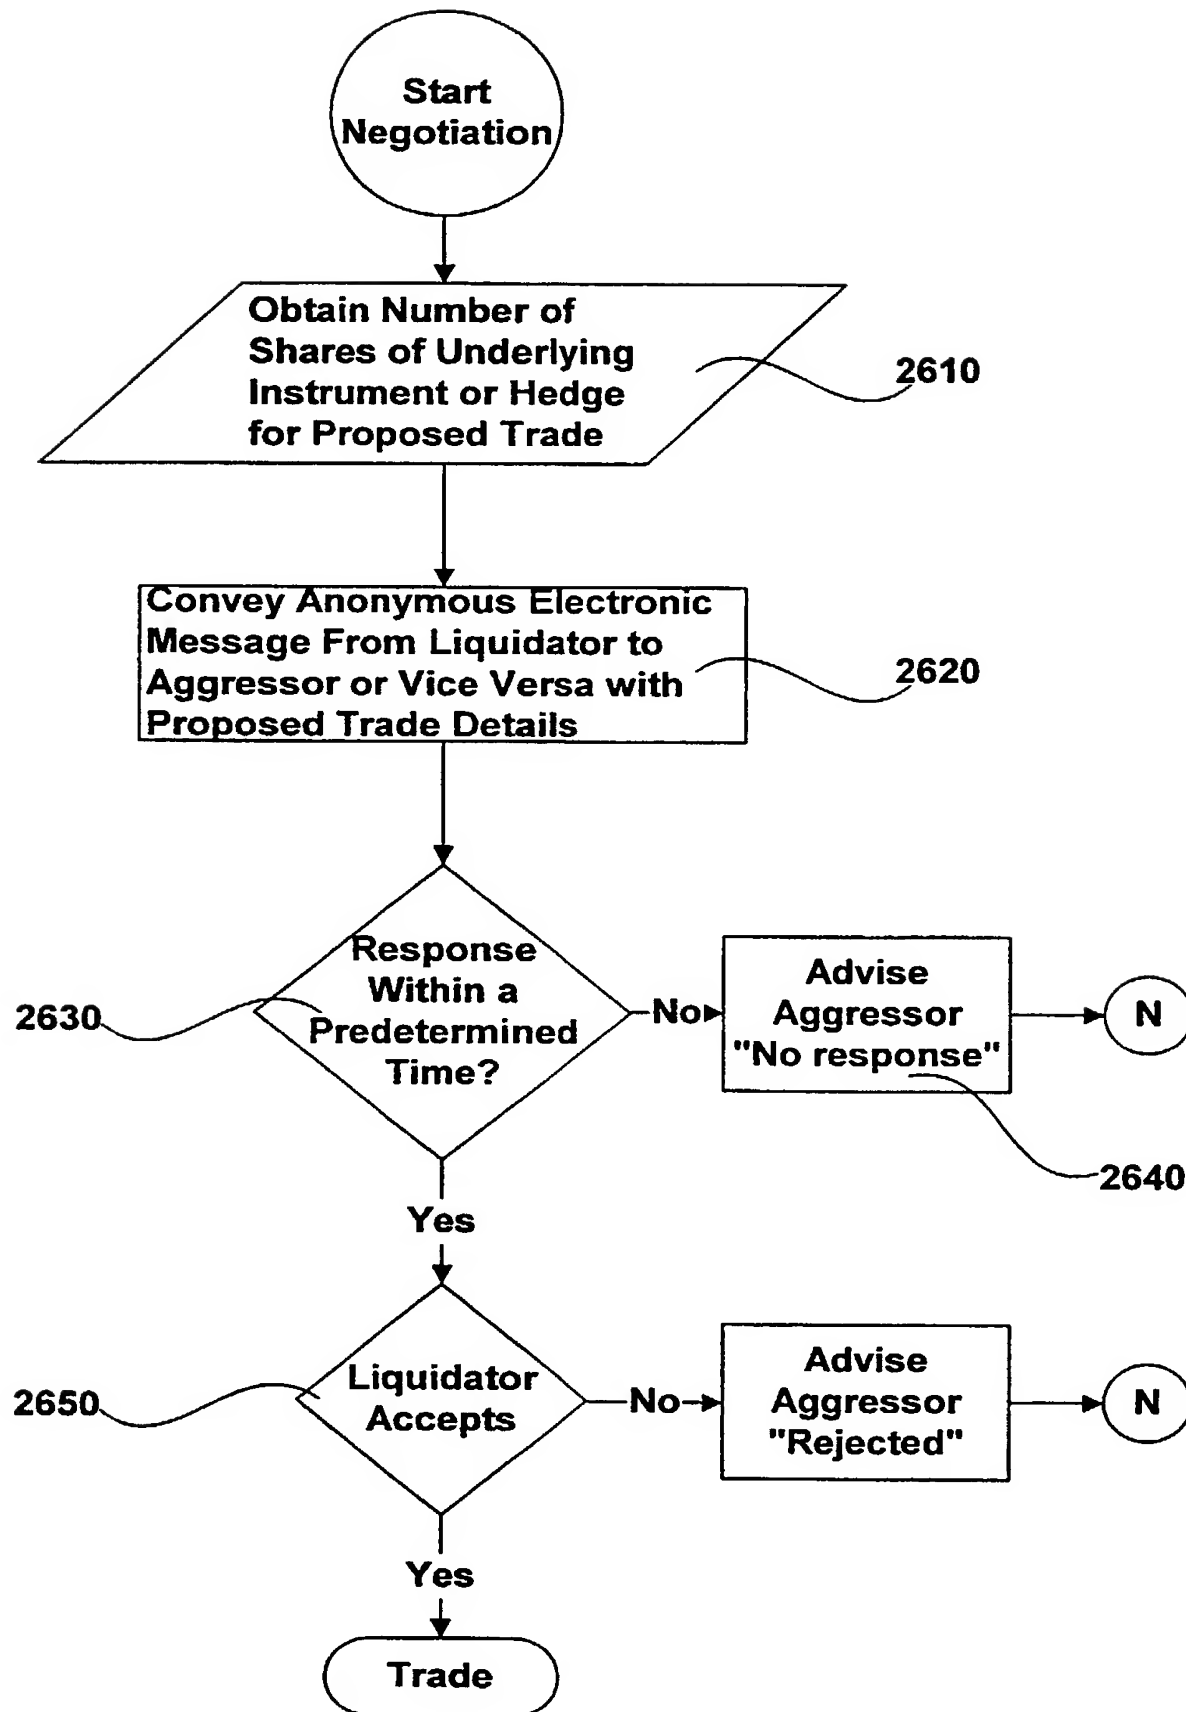 Start
Negotiation
Obtain Number of
Shares of Underlying
Instrument or Hedge
for Proposed Trade
2610
Convey Anonymous Electronic
Message From Liquidator to
Aggressor or Vice Versa with
Proposed Trade Details
2620
Response
Within a
Predetermined
Time?
2630
No
Advise
Aggressor
"No response"
N
2640
Yes
Liquidator
Accepts
2650
No
Advise
Aggressor
"Rejected"
N
Yes
Trade